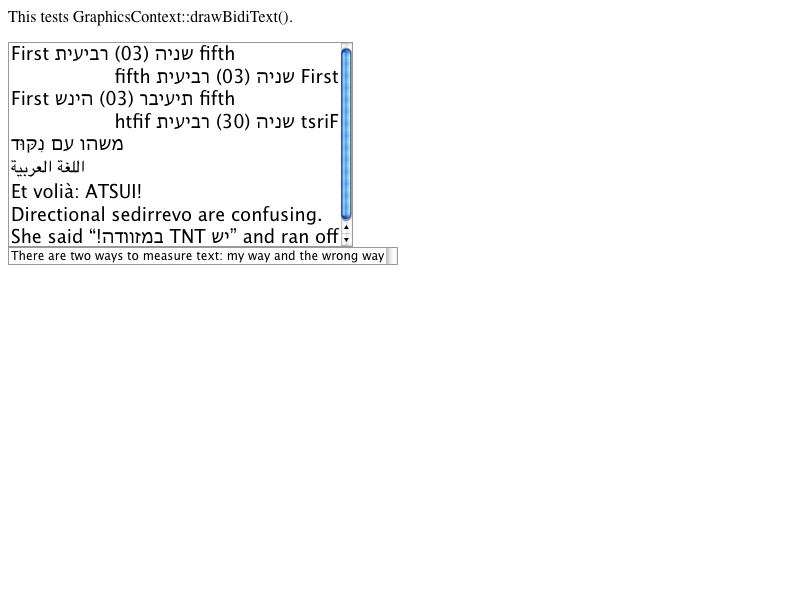 First שניה (03) רביעית fifth
First שניה (03) רביעית fifth
First תיעיבר (03) הינש fifth
tsriF שניה (30) רביעית htfif
משהו עם נִקּוּד
اللغة العربية
Et volià: ATSUI!
Directional sedirrevo are confusing.
She said “יש TNT במזוודה!” and ran off
There are two ways to measure text: my way and the wrong way
This tests GraphicsContext::drawBidiText().